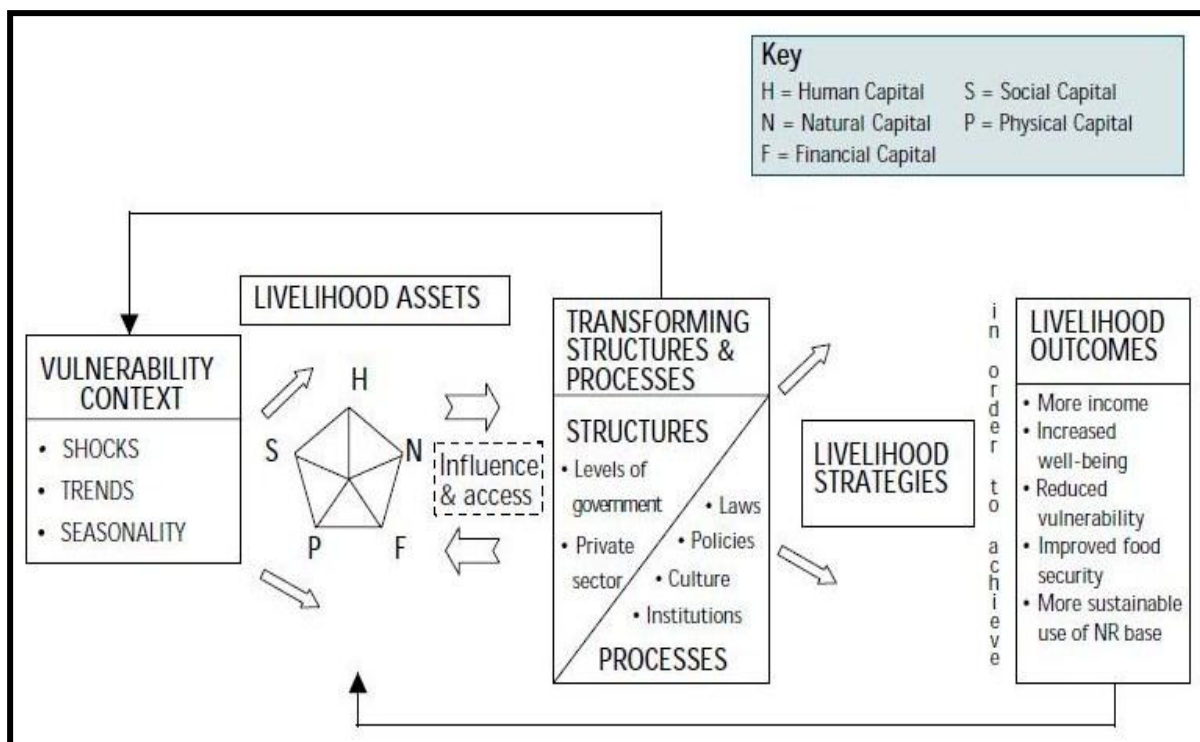 Key
H = Human Capital S = Social Capital
N = Natural Capital P = Physical Capital
F = Financial Capital
LIVELIHOOD ASSETS
VULNERABILITY
CONTEXT
• SHOCKS
• TRENDS
• SEASONALITY
H
S
N
P
F
Influence
& access
TRANSFORMING
STRUCTURES &
PROCESSES
STRUCTURES
• Levels of
government
• Private
sector
• Laws
• Policies
• Culture
• Institutions
PROCESSES
LIVELIHOOD
STRATEGIES
in order to achieve
LIVELIHOOD
OUTCOMES
• More income
• Increased
well-being
• Reduced
vulnerability
• Improved food
security
• More sustainable
use of NR base